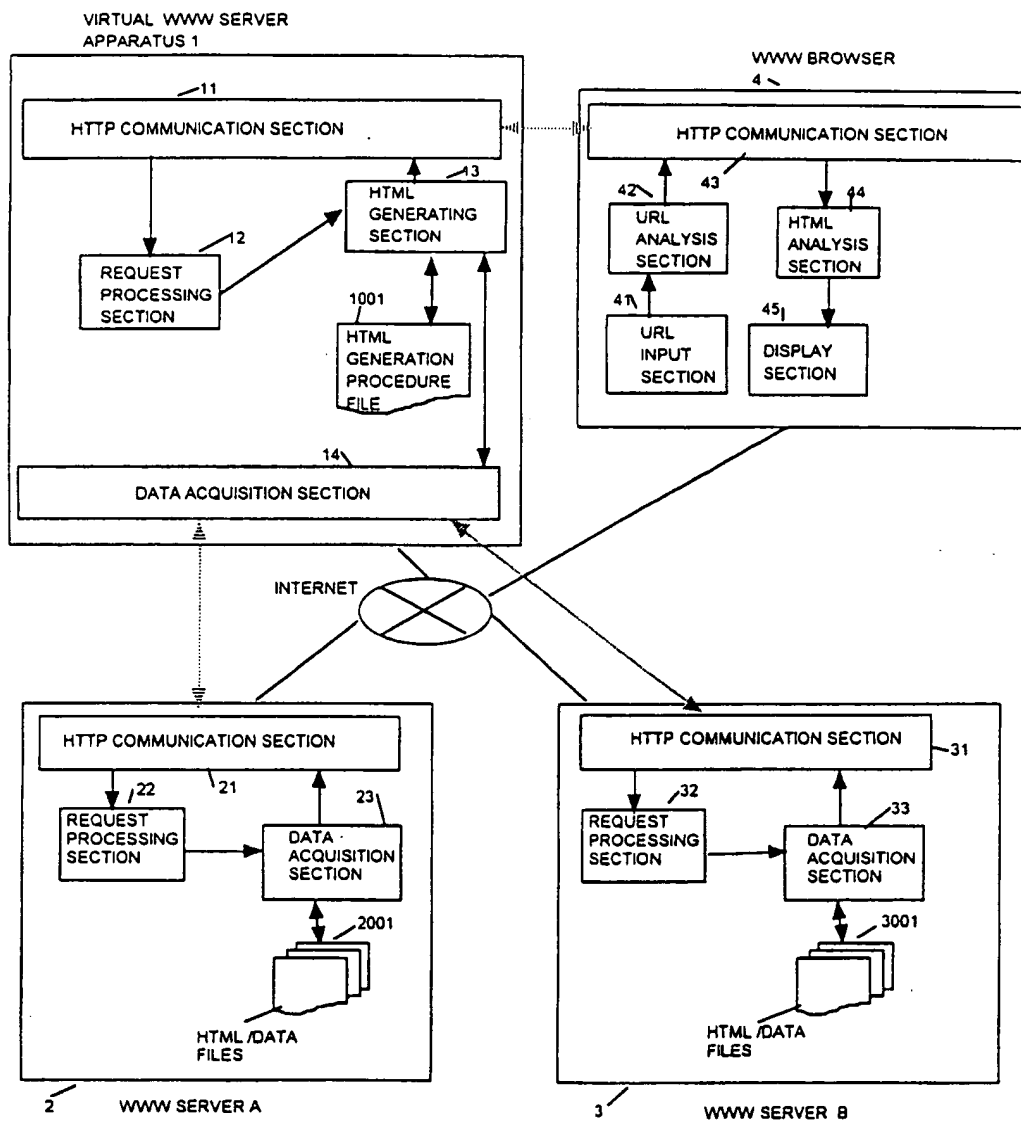 VIRTUAL WWW SERVER
APPARATUS 1
11
HTTP COMMUNICATION SECTION
13
HTML
GENERATING
SECTION
12
REQUEST
PROCESSING
SECTION
1001
HTML
GENERATION
PROCEDURE
FILE
14
DATA ACQUISITION SECTION
WWW BROWSER
4
HTTP COMMUNICATION SECTION
43
42
URL
ANALYSIS
SECTION
44
HTML
ANALYSIS
SECTION
41
URL
INPUT
SECTION
45
DISPLAY
SECTION
INTERNET
HTTP COMMUNICATION SECTION
21
22
REQUEST
PROCESSING
SECTION
23
DATA
ACQUISITION
SECTION
2001
HTML /DATA
FILES
2
WWW SERVER A
HTTP COMMUNICATION SECTION
31
32
REQUEST
PROCESSING
SECTION
33
DATA
ACQUISITION
SECTION
3001
HTML /DATA
FILES
3
WWW SERVER B